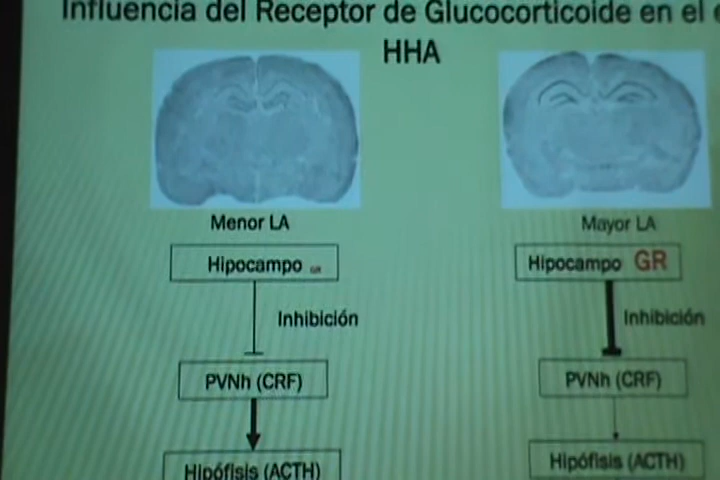 Influencia del Receptor de Glucocorticoide en el
HHA
Menor LA
Mayor LA
Hipocampo GR
Hipocampo GR
Inhibición
Inhibición
PVNh (CRF)
PVNh (CRF)
Hipófisis (ACTH)
Hipófisis (ACTH)